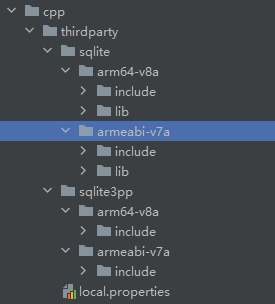 cpp
thirdparty
sqlite
arm64-v8a
include
lib
armeabi-v7a
include
lib
sqlite3pp
arm64-v8a
include
armeabi-v7a
include
local.properties